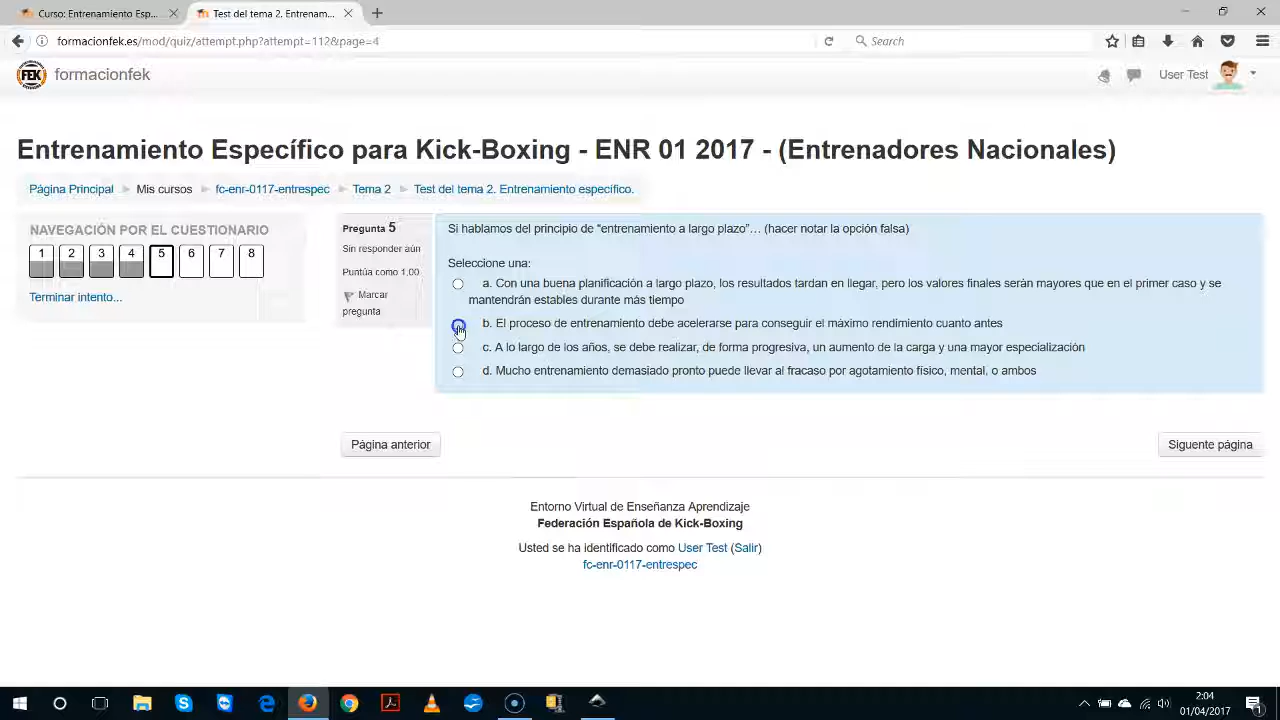 Curso: Entrenamiento Esp...
Test del tema 2. Entrenam...
formacionfek.es/mod/quiz/attempt.php?attempt=112&page=4
Search
FEK
formacionfek
User Test
Entrenamiento Específico para Kick-Boxing - ENR 01 2017 - (Entrenadores Nacionales)
Página Principal
Mis cursos
fc-enr-0117-entrespec
Tema 2
Test del tema 2. Entrenamiento específico.
NAVEGACIÓN POR EL CUESTIONARIO
1 2 3 4 5 6 7 8
Terminar intento...
Pregunta 5
Sin responder aún
Puntúa como 1,00
Marcar
pregunta
Si hablamos del principio de “entrenamiento a largo plazo”… (hacer notar la opción falsa)
Seleccione una:
a. Con una buena planificación a largo plazo, los resultados tardan en llegar, pero los valores finales serán mayores que en el primer caso y se
mantendrán estables durante más tiempo
b. El proceso de entrenamiento debe acelerarse para conseguir el máximo rendimiento cuanto antes
c. A lo largo de los años, se debe realizar, de forma progresiva, un aumento de la carga y una mayor especialización
d. Mucho entrenamiento demasiado pronto puede llevar al fracaso por agotamiento físico, mental, o ambos
Página anterior
Siguente página
Entorno Virtual de Enseñanza Aprendizaje
Federación Española de Kick-Boxing
Usted se ha identificado como User Test (Salir)
fc-enr-0117-entrespec
2:04
01/04/2017